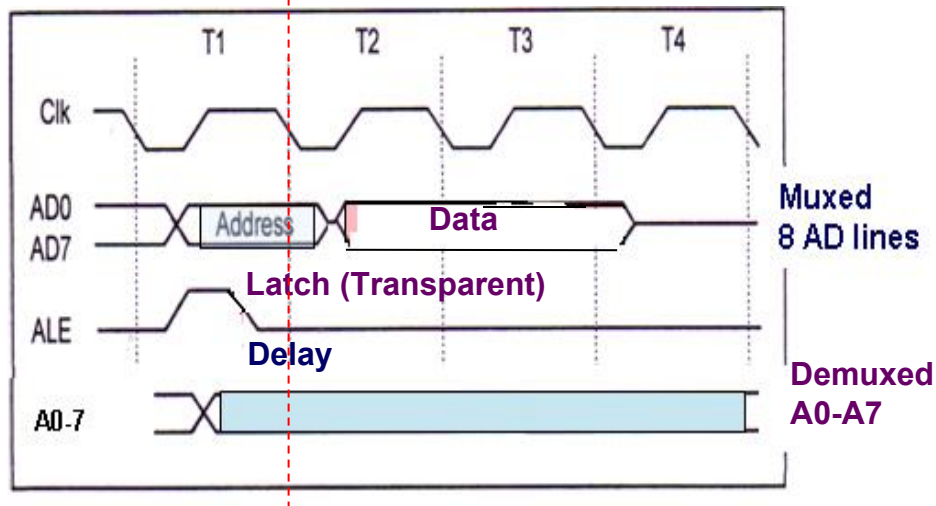 T1 T2 T3 T4
Clk
AD0
AD7
Address
Data
Muxed
8 AD lines
Latch (Transparent)
ALE
Delay
A0-7
Demuxed
A0-A7